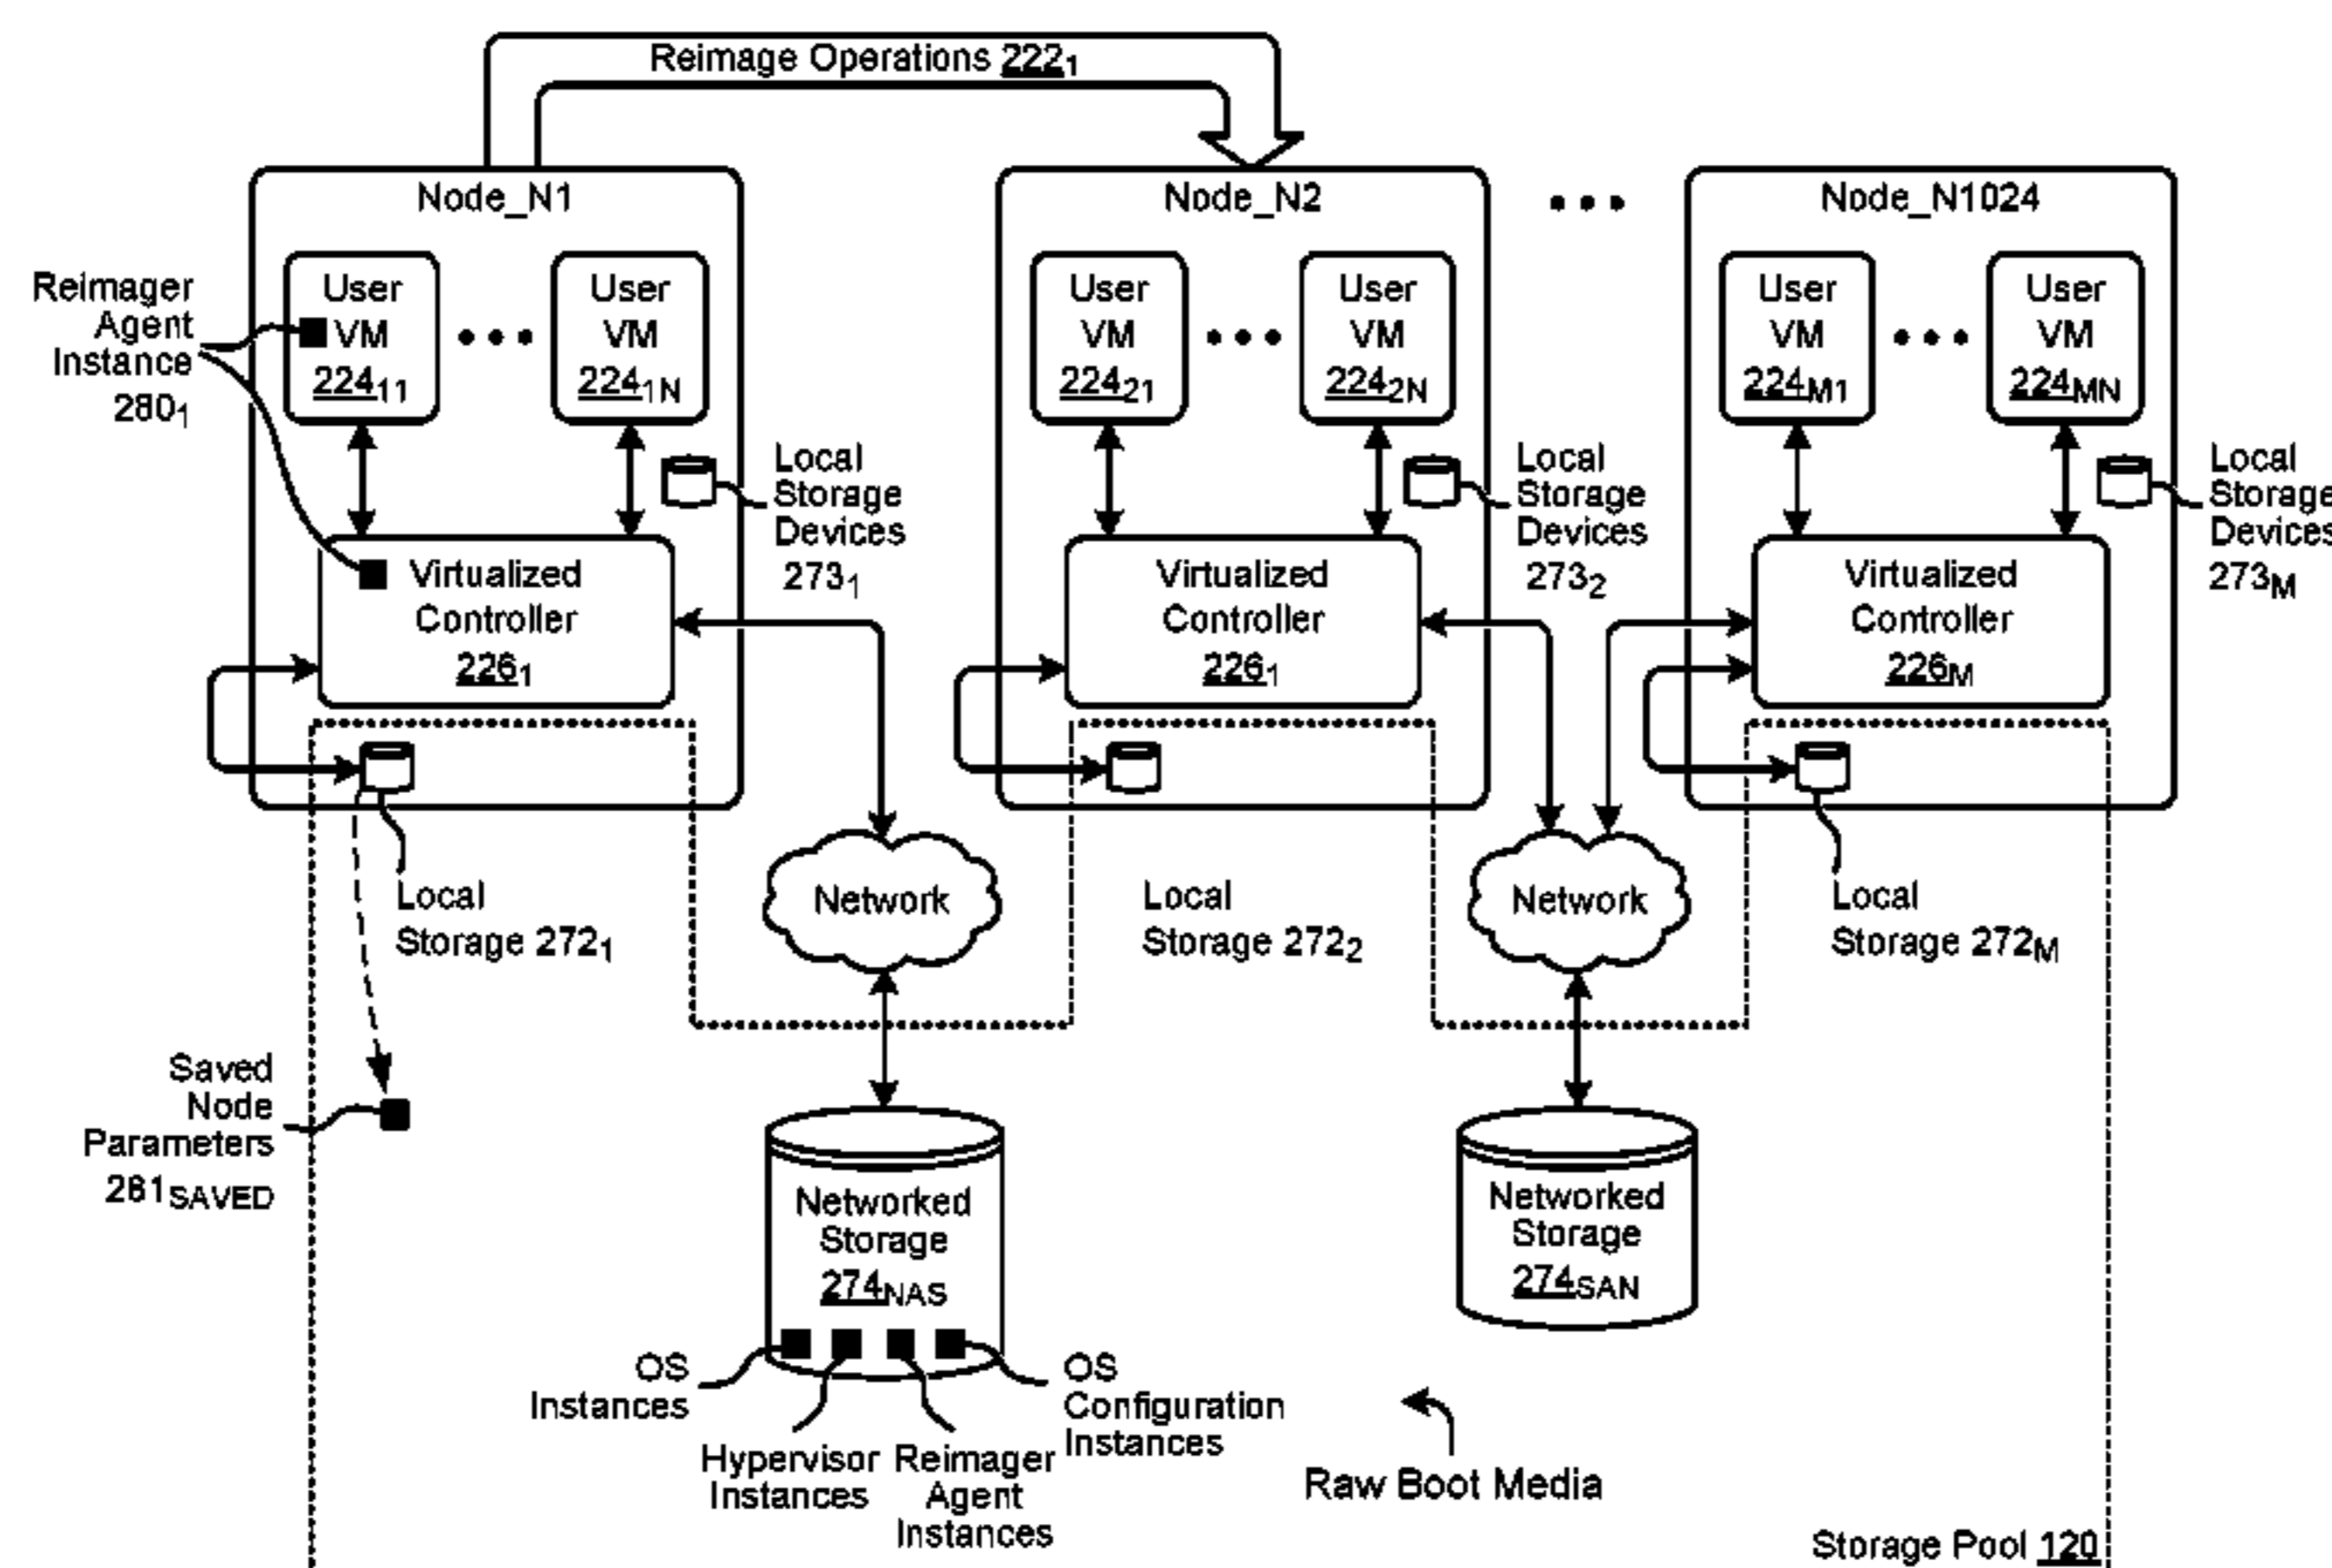 Reimage Operations 222₁
Node_N1
Node_N2
Node_N1024
Reimager
Agent
Instance
280₁
User
VM
224₁₁
User
VM
224₁N
User
VM
224₂₁
User
VM
224₂N
User
VM
224M1
User
VM
224MN
Local
Storage
Devices
273₁
Local
Storage
Devices
273₂
Local
Storage
Devices
273M
Virtualized
Controller
226₁
Virtualized
Controller
226₁
Virtualized
Controller
226M
Local
Storage 272₁
Network
Local
Storage 272₂
Network
Local
Storage 272M
Saved
Node
Parameters
281SAVED
Networked
Storage
274NAS
Networked
Storage
274SAN
OS
Instances
Hypervisor
Instances
Reimager
Agent
Instances
OS
Configuration
Instances
Raw Boot Media
Storage Pool 120